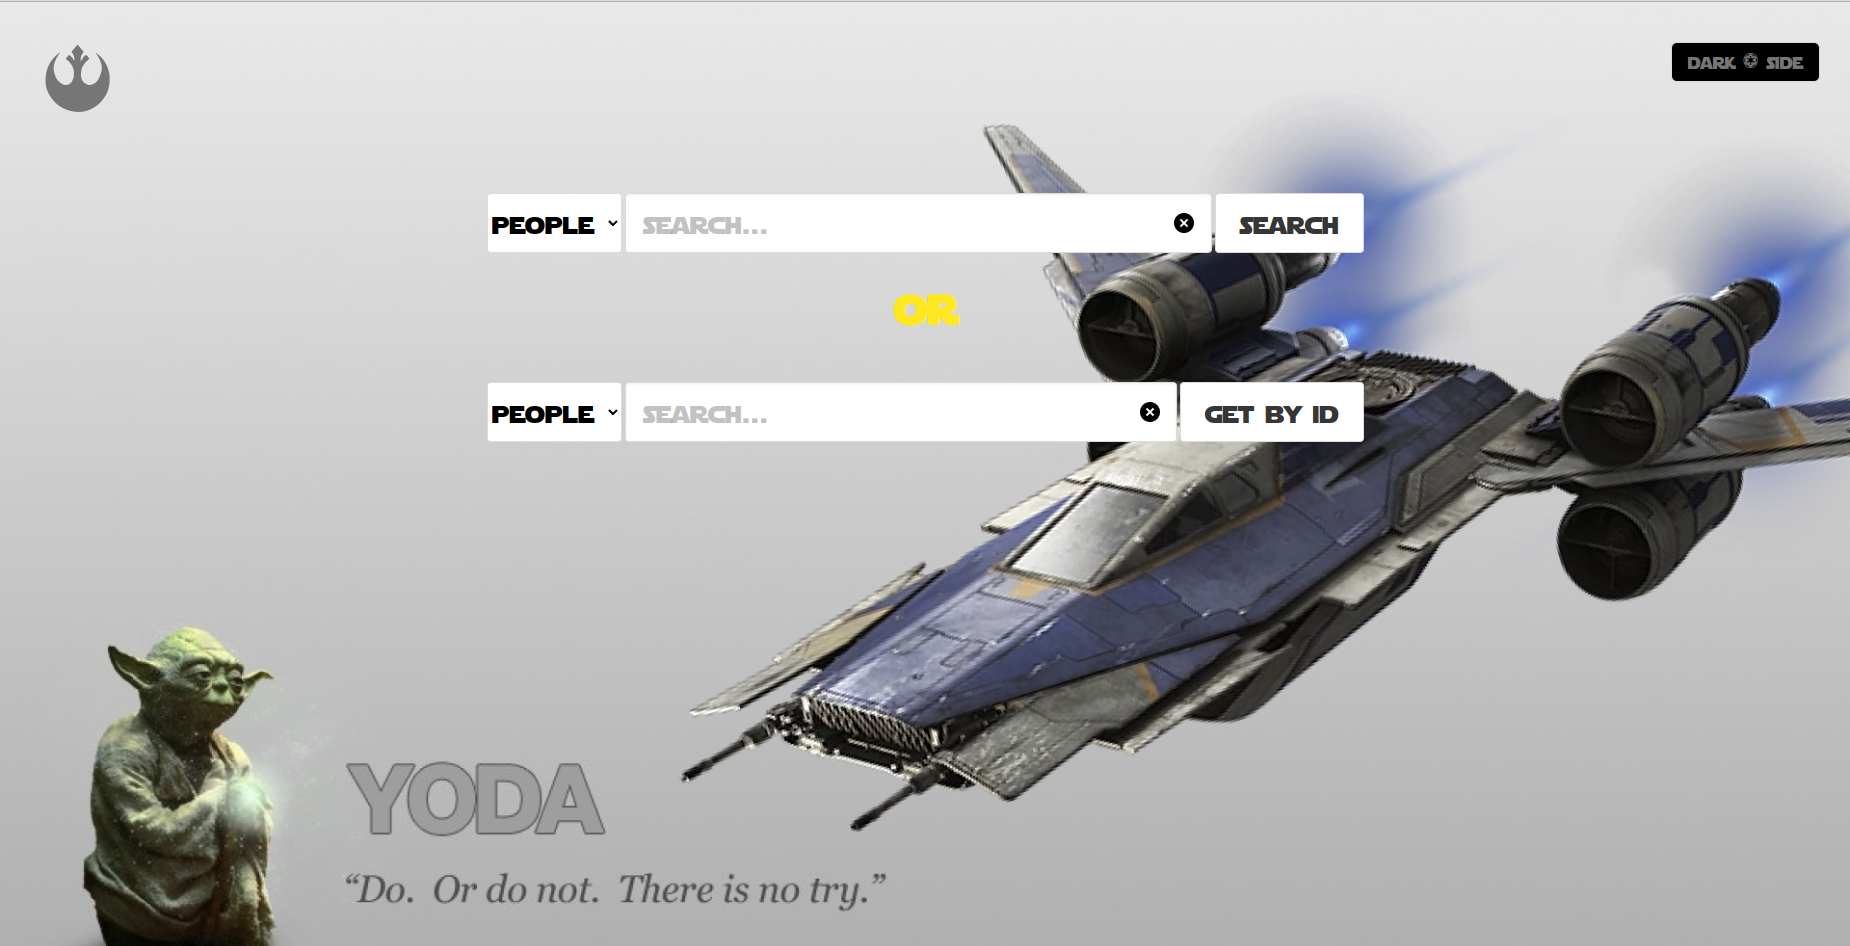 DARK SIDE
PEOPLE SEARCH... SEARCH
OR
PEOPLE SEARCH... GET BY ID
YODA
“Do. Or do not. There is no try.”